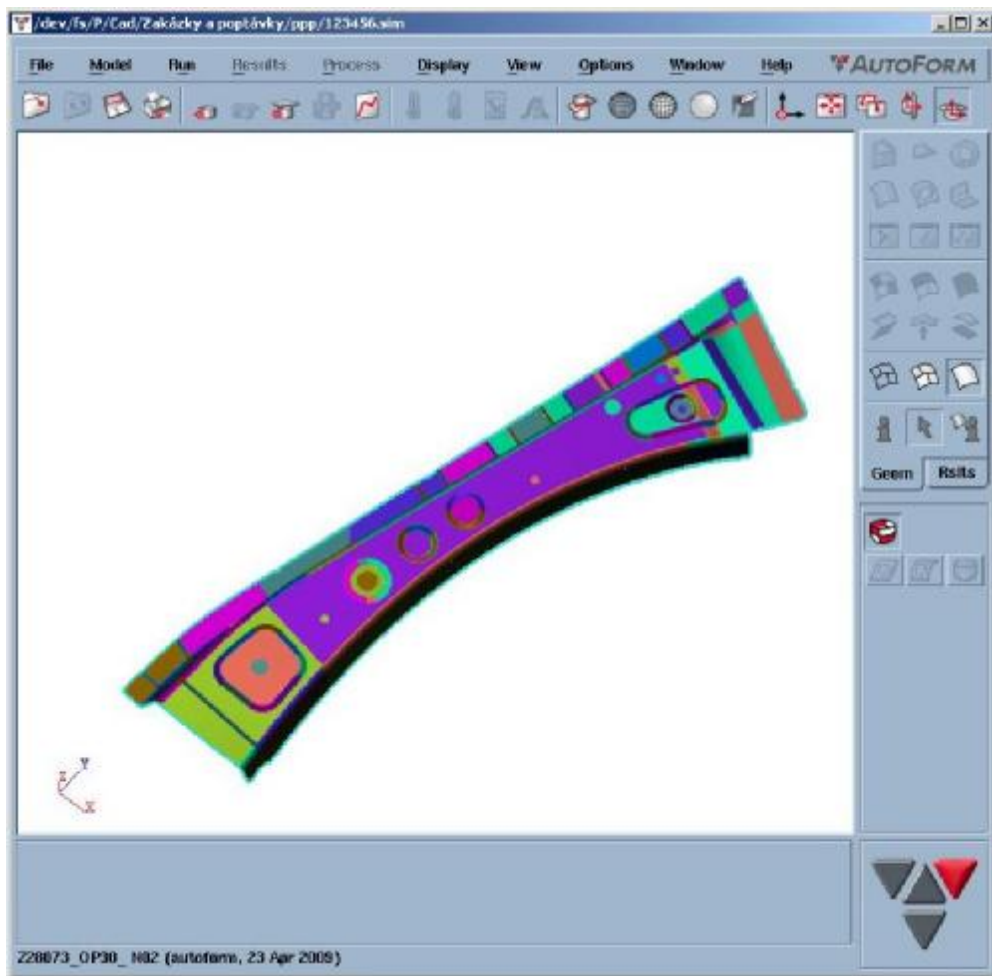 /dev/fs/P/Cad/Zakázky a poptávky/ppp/123456.sim
File Model Run Results Process Display View Options Window Help AUTOFORM
Geom Rslts
Z Y X
Z28073_OP30_ N02 (autoform, 23 Apr 2009)